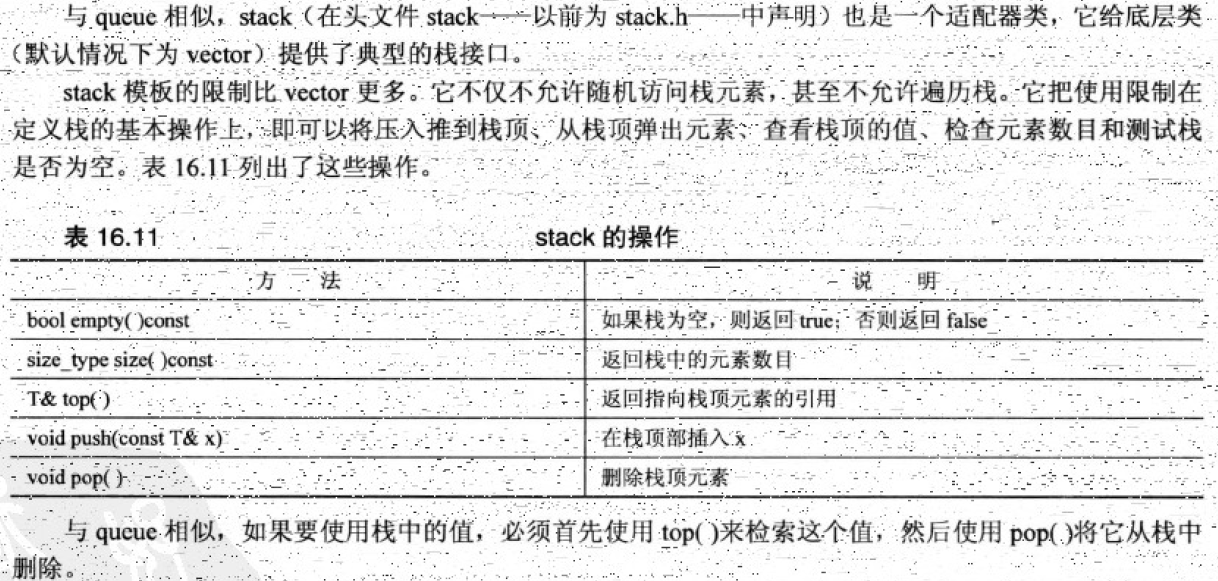 与 queue 相似，stack（在头文件 stack——以前为 stack.h——中声明）也是一个适配器类，它给底层类
（默认情况下为 vector）提供了典型的栈接口。
stack 模板的限制比 vector 更多。它不仅不允许随机访问栈元素，甚至不允许遍历栈。它把使用限制在
定义栈的基本操作上，即可以将压入推到栈顶、从栈顶弹出元素、查看栈顶的值、检查元素数目和测试栈
是否为空。表 16.11 列出了这些操作。
表 16.11 stack 的操作
方 法 说 明
bool empty( )const 如果栈为空，则返回 true；否则返回 false
size_type size( )const 返回栈中的元素数目
T& top( ) 返回指向栈顶元素的引用
void push(const T& x) 在栈顶部插入 x
void pop( ) 删除栈顶元素
与 queue 相似，如果要使用栈中的值，必须首先使用 top( )来检索这个值，然后使用 pop( )将它从栈中
删除。